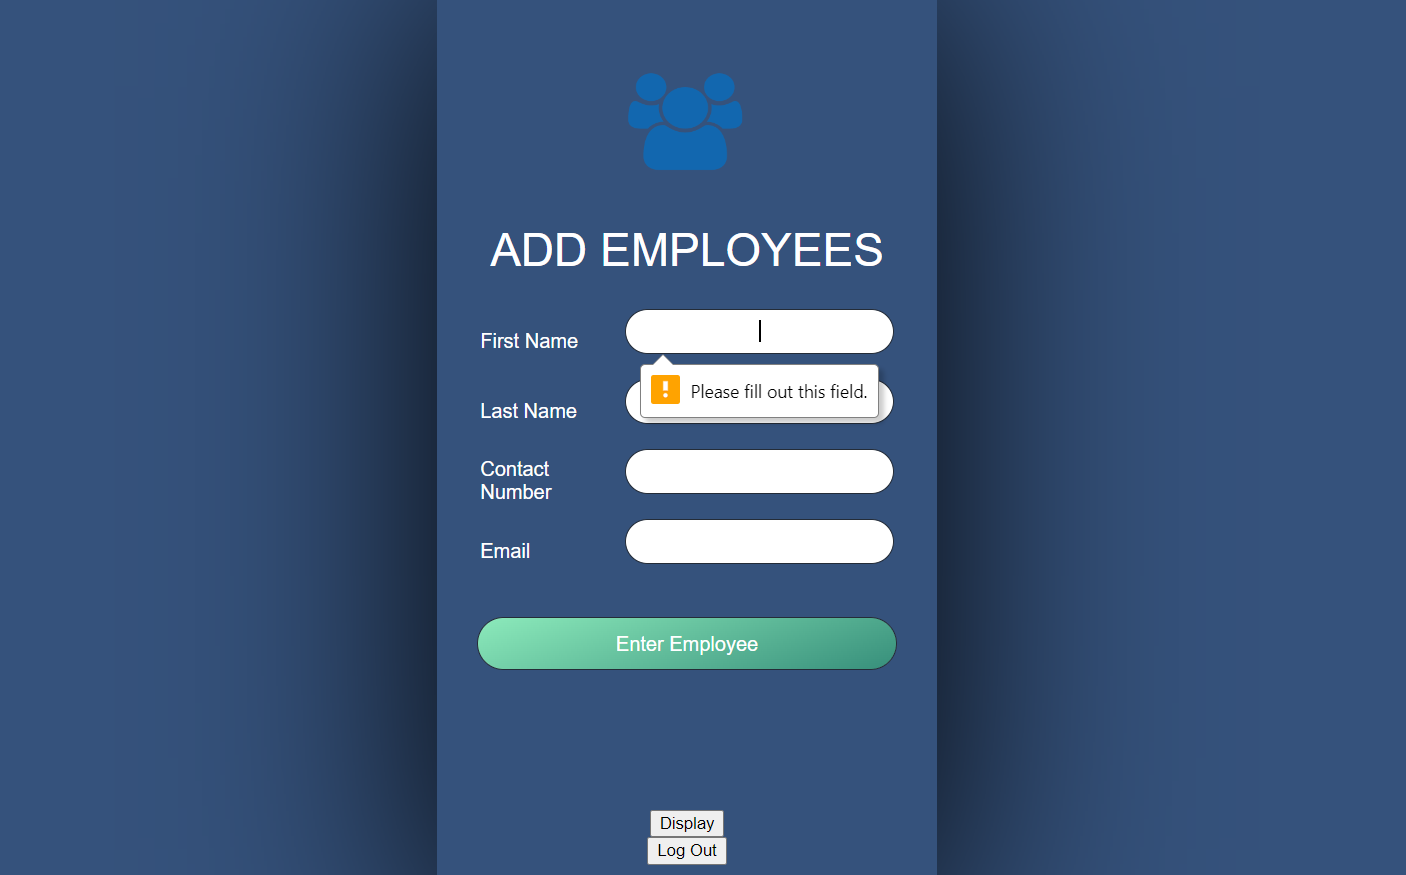 ADD EMPLOYEES
First Name
Please fill out this field.
Last Name
Contact
Number
Email
Enter Employee
Display
Log Out